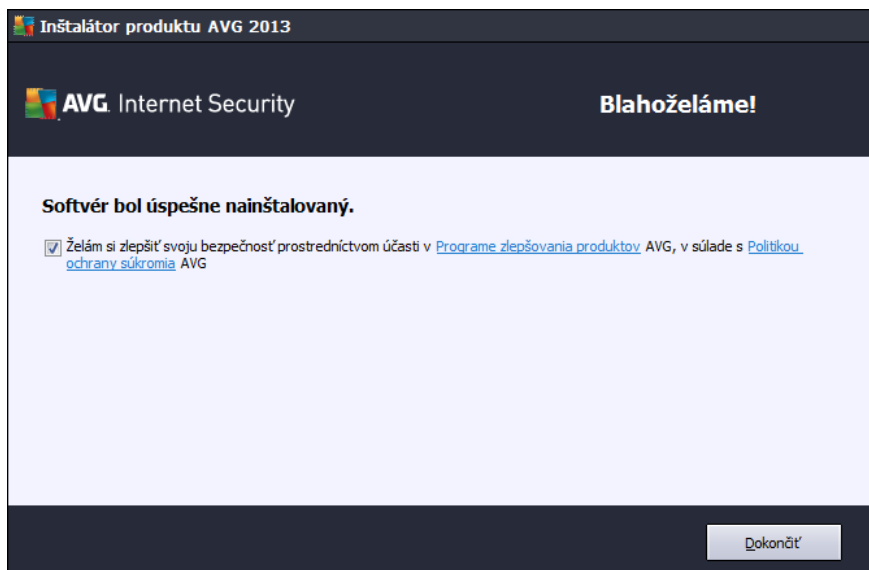 Inštalátor produktu AVG 2013
AVG. Internet Security
Blahoželáme!
Softvér bol úspešne nainštalovaný.
Želám si zlepšiť svoju bezpečnosť prostredníctvom účasti v Programe zlepšovania produktov AVG, v súlade s Politikou
ochrany súkromia AVG
Dokončiť